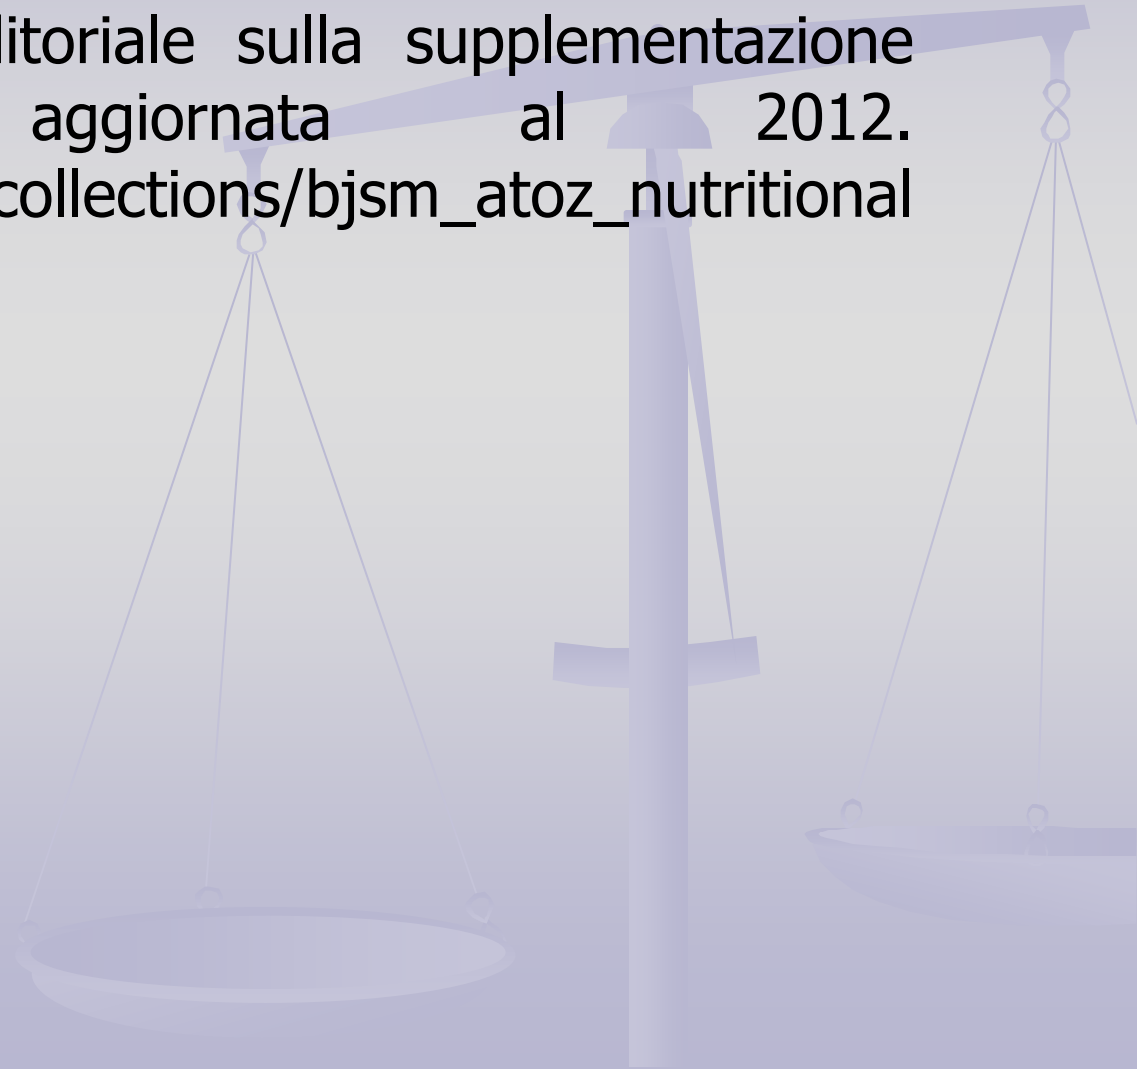 litoriale sulla supplementazione
aggiornata al 2012.
collections/bjsm_atoz_nutritional